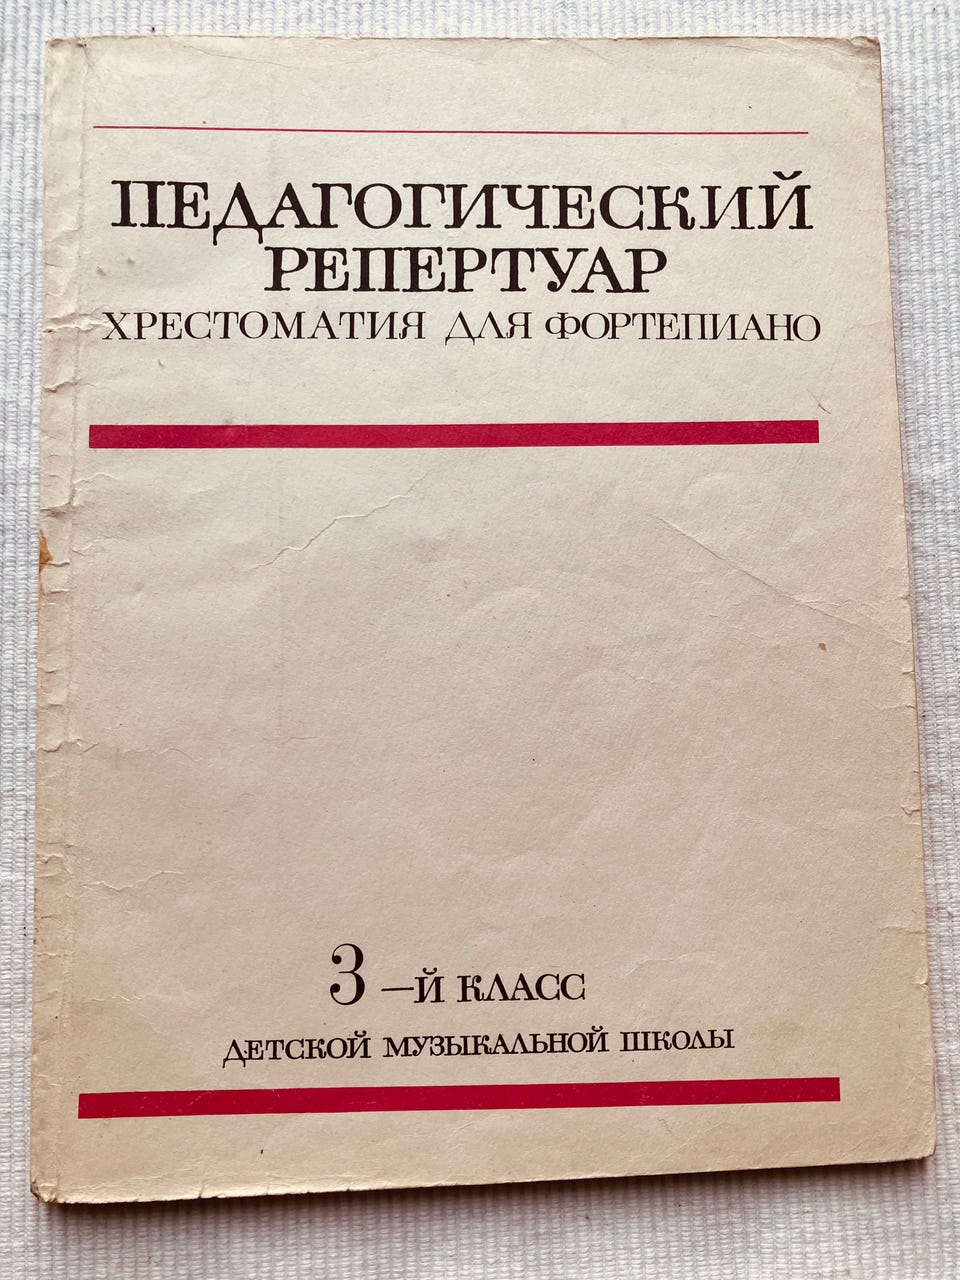 ПЕДАГОГИЧЕСКИЙ
РЕПЕРТУАР
ХРЕСТОМАТИЯ ДЛЯ ФОРТЕПИАНО
3 —Й КЛАСС
ДЕТСКОЙ МУЗЫКАЛЬНОЙ ШКОЛЫ